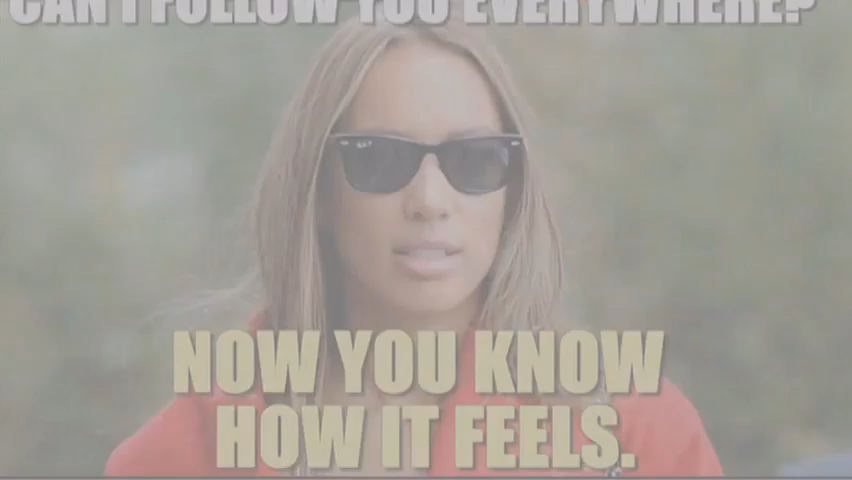 CAN I FOLLOW YOU EVERYWHERE?
NOW YOU KNOW
HOW IT FEELS.